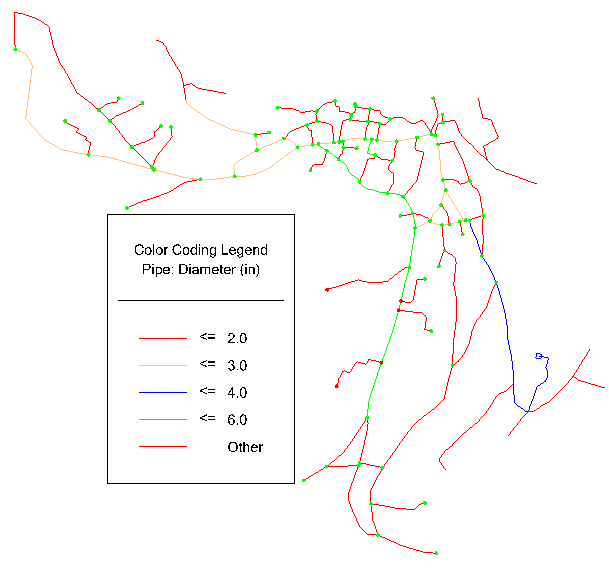 Color Coding Legend
Pipe: Diameter (in)
<= 2.0
<= 3.0
<= 4.0
<= 6.0
Other